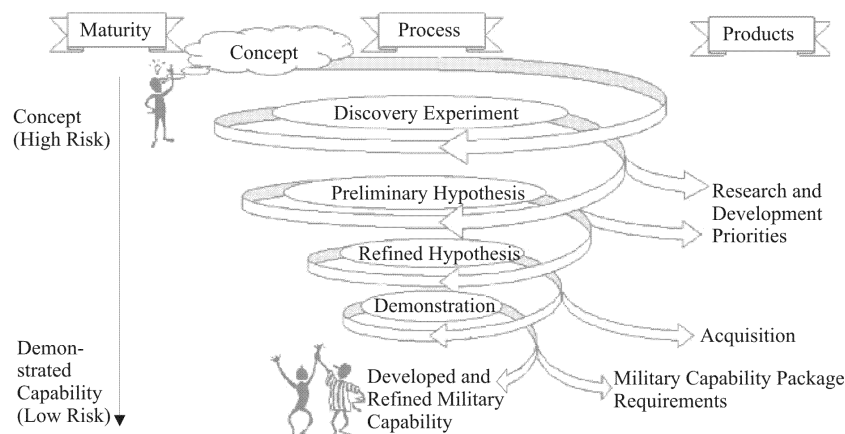 Maturity
Process
Products
Concept
Concept
(High Risk)
Discovery Experiment
Preliminary Hypothesis
Research and
Development
Priorities
Refined Hypothesis
Demonstration
Acquisition
Demon-
strated
Capability
(Low Risk)
Developed and
Refined Military
Capability
Military Capability Package
Requirements